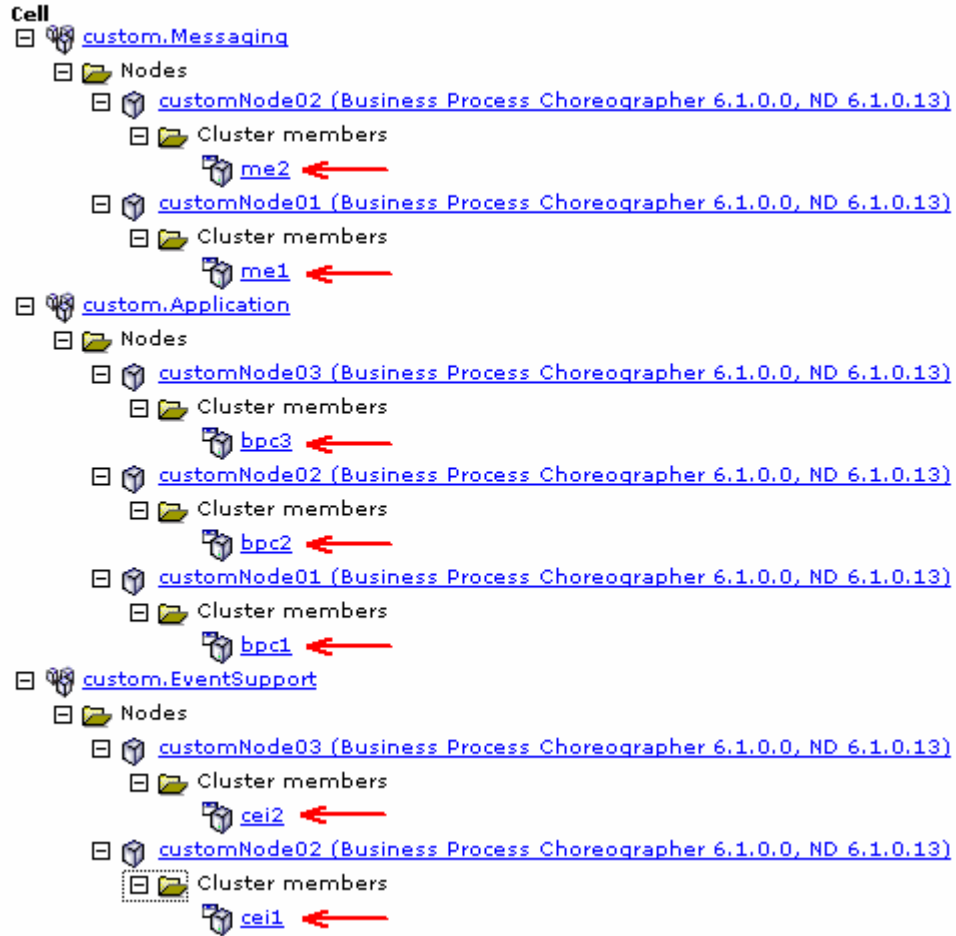 Cell
custom.Messaging
Nodes
customNode02 (Business Process Choreographer 6.1.0.0, ND 6.1.0.13)
Cluster members
me2
customNode01 (Business Process Choreographer 6.1.0.0, ND 6.1.0.13)
Cluster members
me1
custom.Application
Nodes
customNode03 (Business Process Choreographer 6.1.0.0, ND 6.1.0.13)
Cluster members
bpc3
customNode02 (Business Process Choreographer 6.1.0.0, ND 6.1.0.13)
Cluster members
bpc2
customNode01 (Business Process Choreographer 6.1.0.0, ND 6.1.0.13)
Cluster members
bpc1
custom.EventSupport
Nodes
customNode03 (Business Process Choreographer 6.1.0.0, ND 6.1.0.13)
Cluster members
cei2
customNode02 (Business Process Choreographer 6.1.0.0, ND 6.1.0.13)
Cluster members
cei1